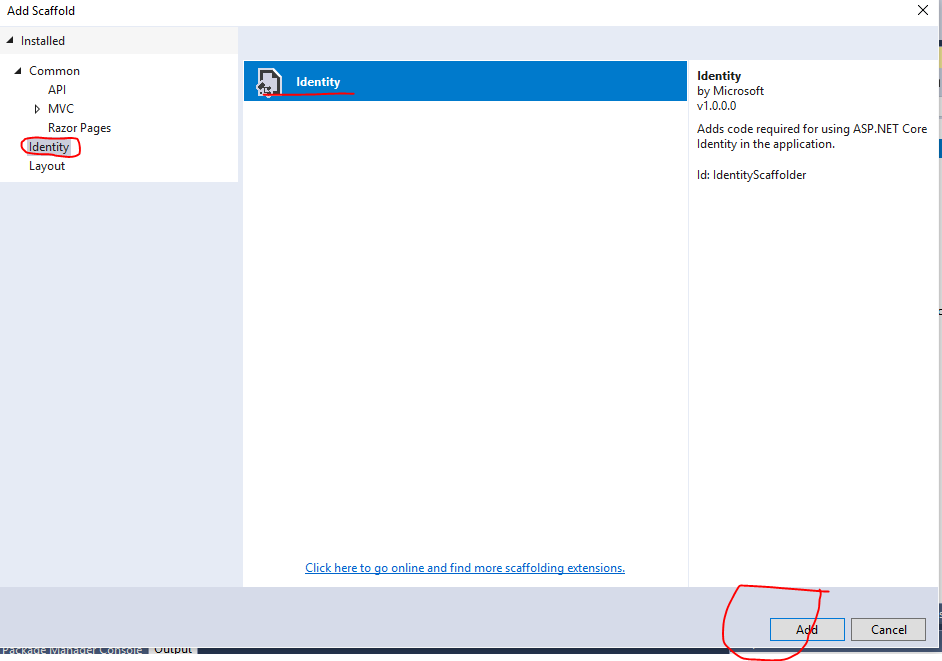 Add Scaffold
Installed
Common
API
MVC
Razor Pages
Identity
Layout
Identity
Identity
by Microsoft
v1.0.0.0
Adds code required for using ASP.NET Core
Identity in the application.
Id: IdentityScaffolder
Click here to go online and find more scaffolding extensions.
Add
Cancel
Package Manager Console
Output